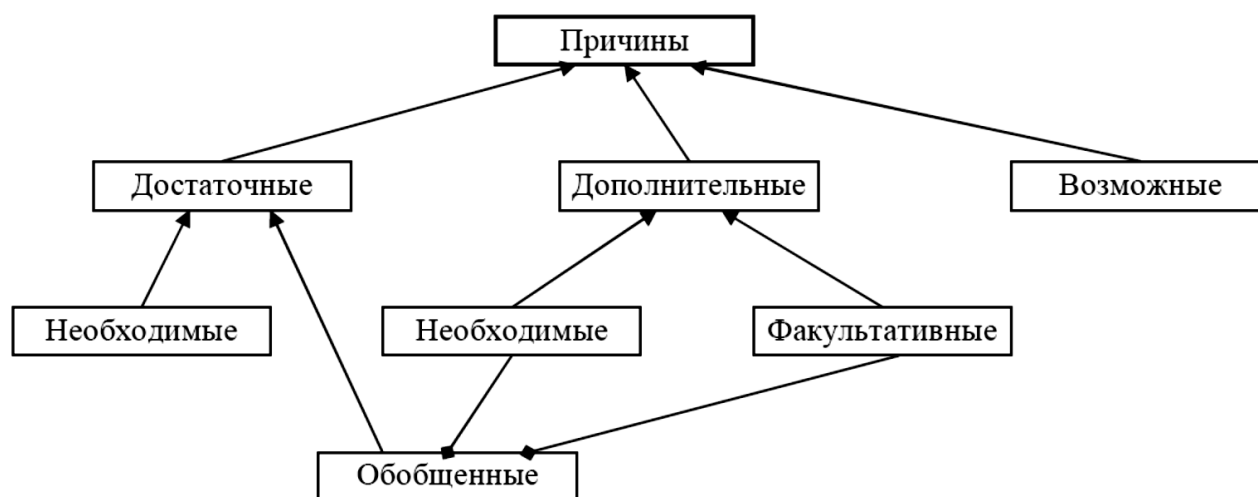 Причины
Достаточные
Дополнительные
Возможные
Необходимые
Необходимые
Факультативные
Обобщенные